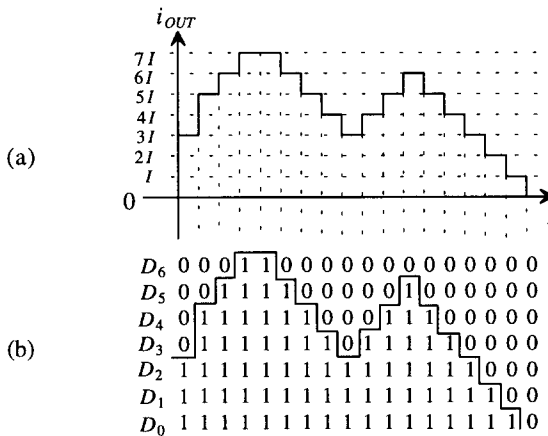 i_OUT
7I
6I
5I
4I
3I
2I
I
0
(a)
D6 0 0 0 1 1 0 0 0 0 0 0 0 0 0 0 0 0 0
D5 0 0 1 1 1 1 0 0 0 0 0 1 0 0 0 0 0 0
D4 0 1 1 1 1 1 1 0 0 0 1 1 1 0 0 0 0 0
D3 0 1 1 1 1 1 1 1 0 1 1 1 1 1 0 0 0 0
D2 1 1 1 1 1 1 1 1 1 1 1 1 1 1 1 0 0 0
D1 1 1 1 1 1 1 1 1 1 1 1 1 1 1 1 1 0 0
D0 1 1 1 1 1 1 1 1 1 1 1 1 1 1 1 1 1 0
(b)